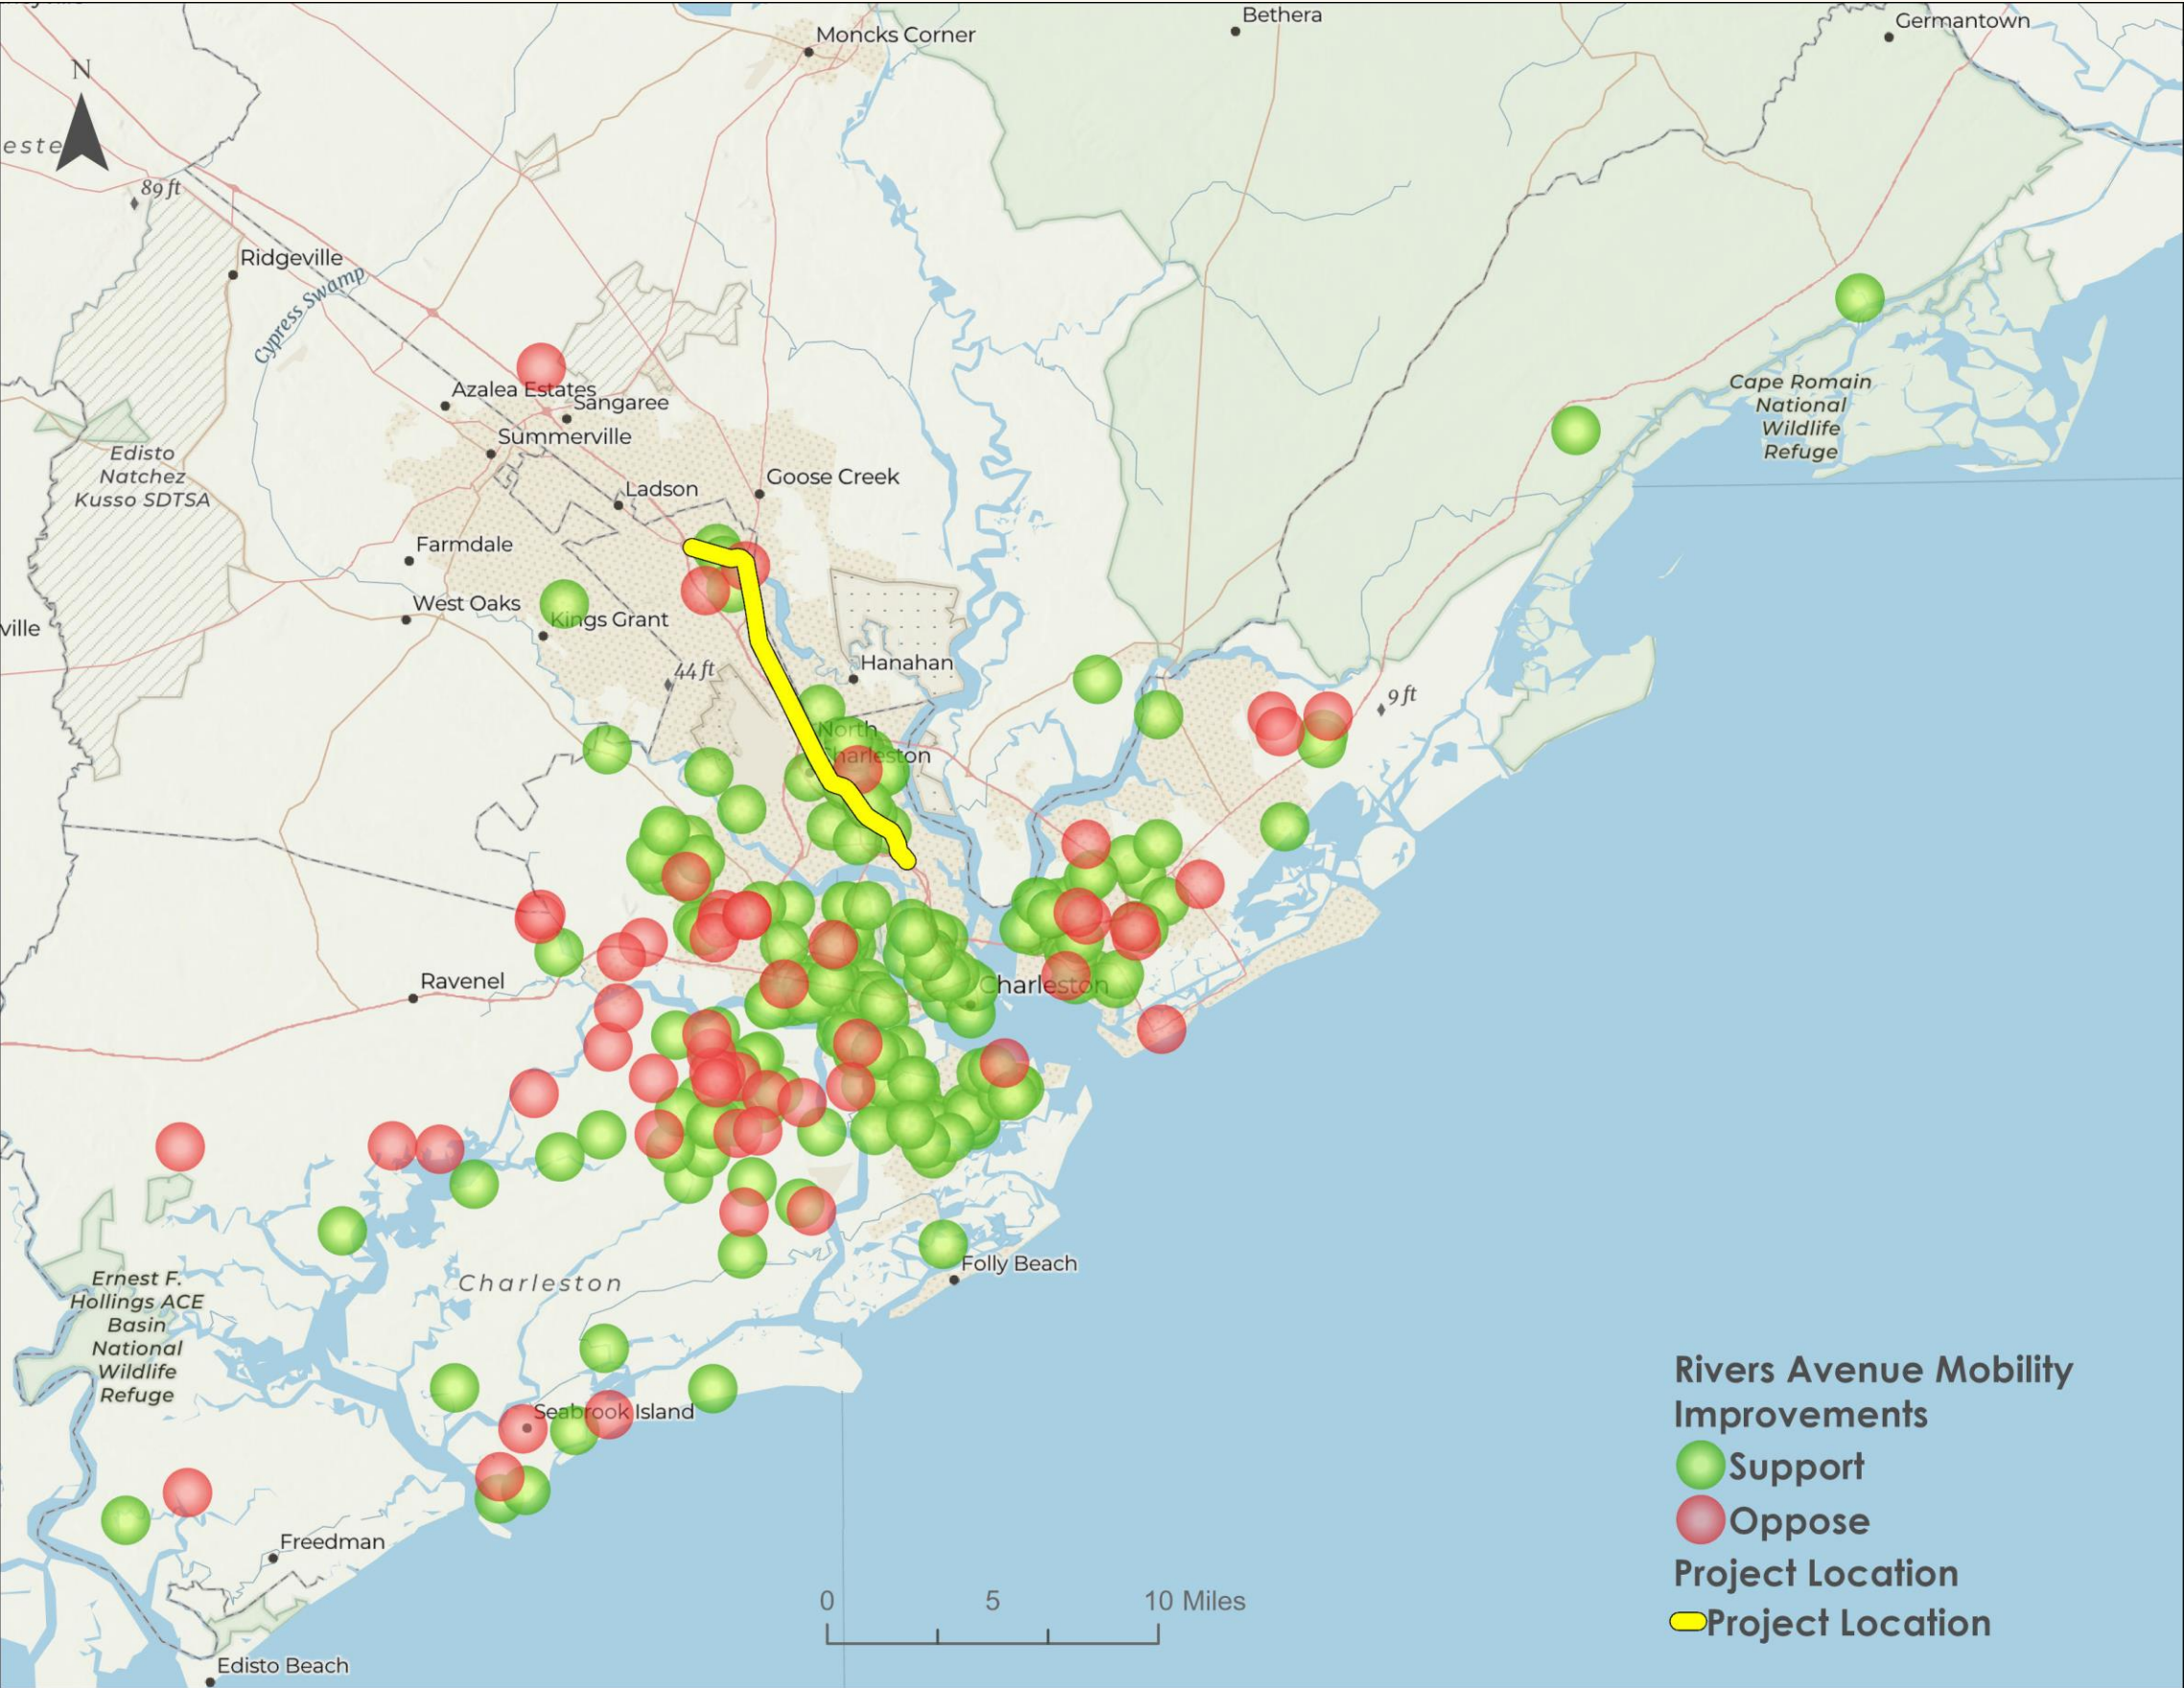 Bethera
Germantown
Moncks Corner
N
este
89 ft
Ridgeville
Cypress Swamp
Azalea Estates
Sangaree
Summerville
Cape Romain
National
Wildlife
Refuge
Edisto
Natchez
Kusso SDTSA
Goose Creek
Ladson
Farmdale
West Oaks
Kings Grant
ville
Hanahan
44 ft
9 ft
North
Charleston
Ravenel
Charleston
Folly Beach
Charleston
Ernest F.
Hollings ACE
Basin
National
Wildlife
Refuge
Seabrook Island
Freedman
Edisto Beach
0 5 10 Miles
Rivers Avenue Mobility
Improvements
Support
Oppose
Project Location
Project Location